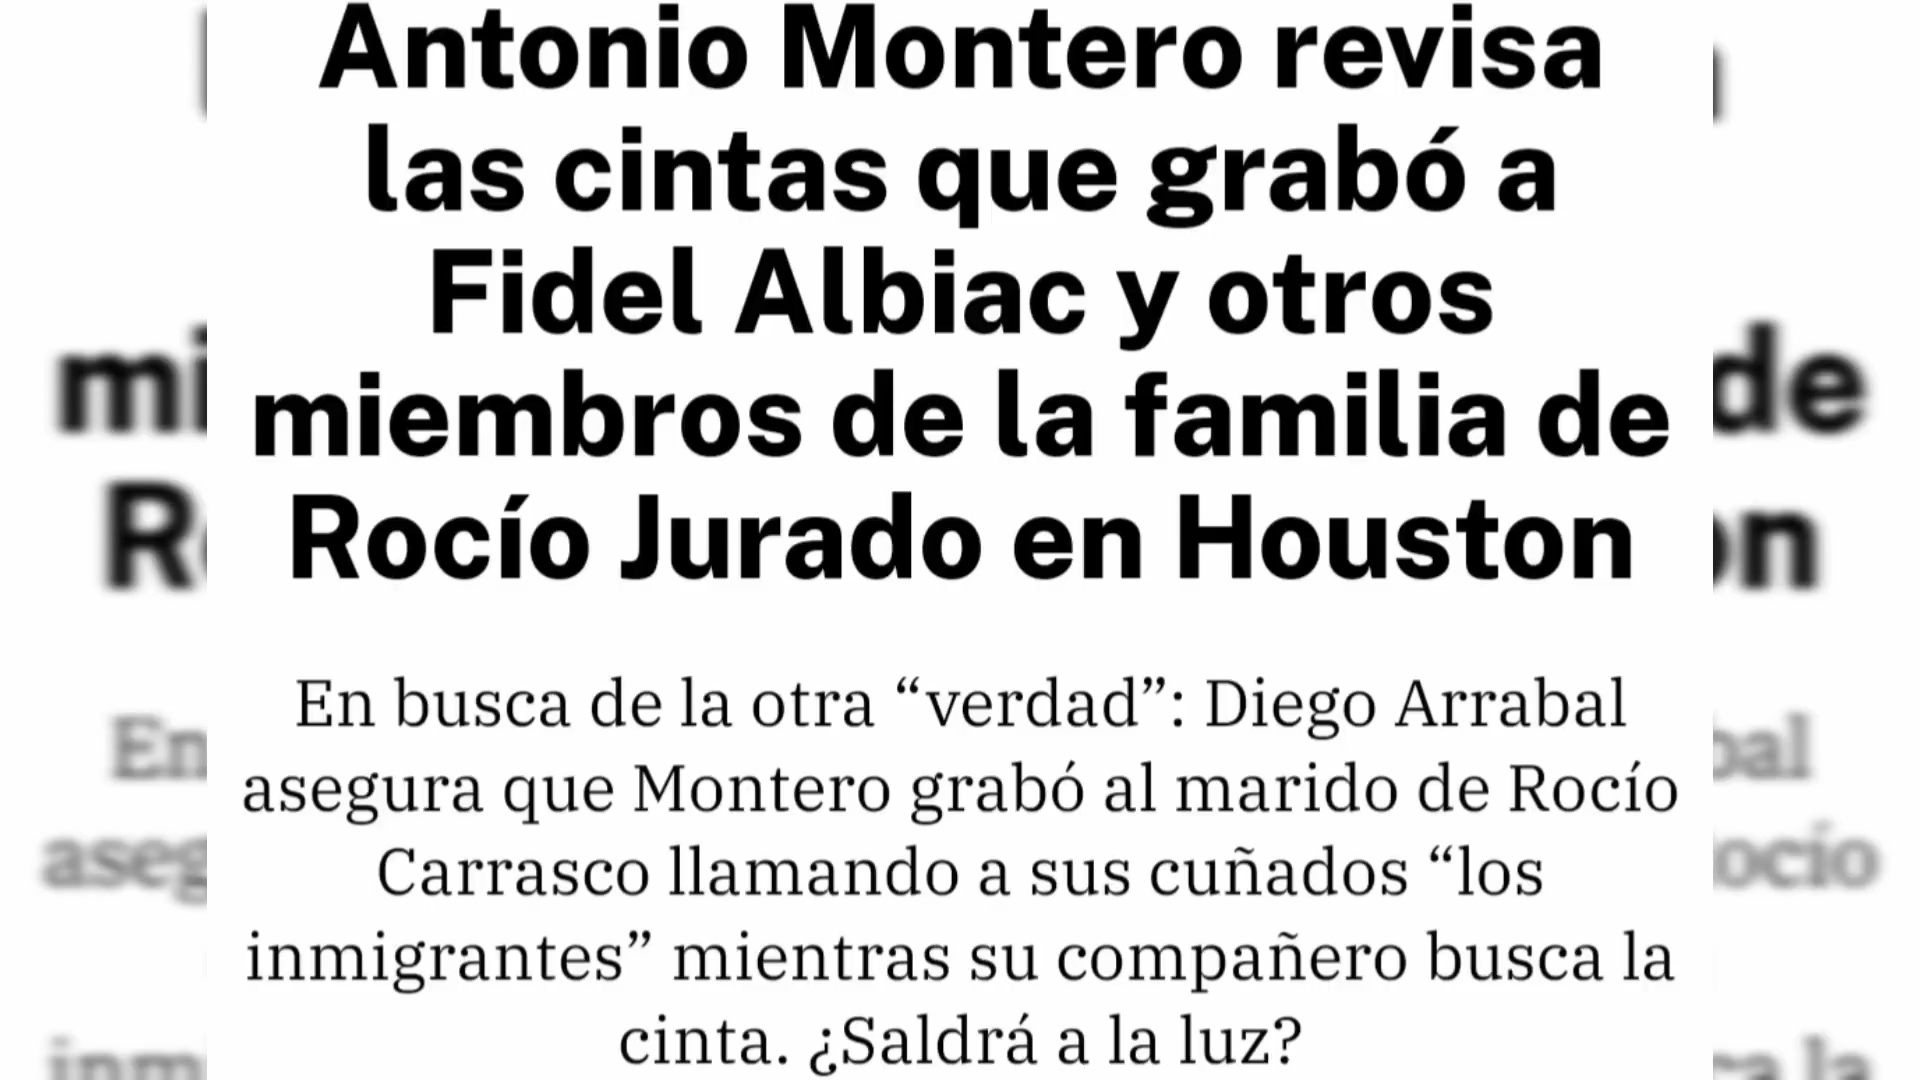 Antonio Montero revisa
las cintas que grabó a
Fidel Albiac y otros
miembros de la familia de
Rocío Jurado en Houston
En busca de la otra “verdad”: Diego Arrabal
asegura que Montero grabó al marido de Rocío
Carrasco llamando a sus cuñados “los
inmigrantes” mientras su compañero busca la
cinta. ¿Saldrá a la luz?